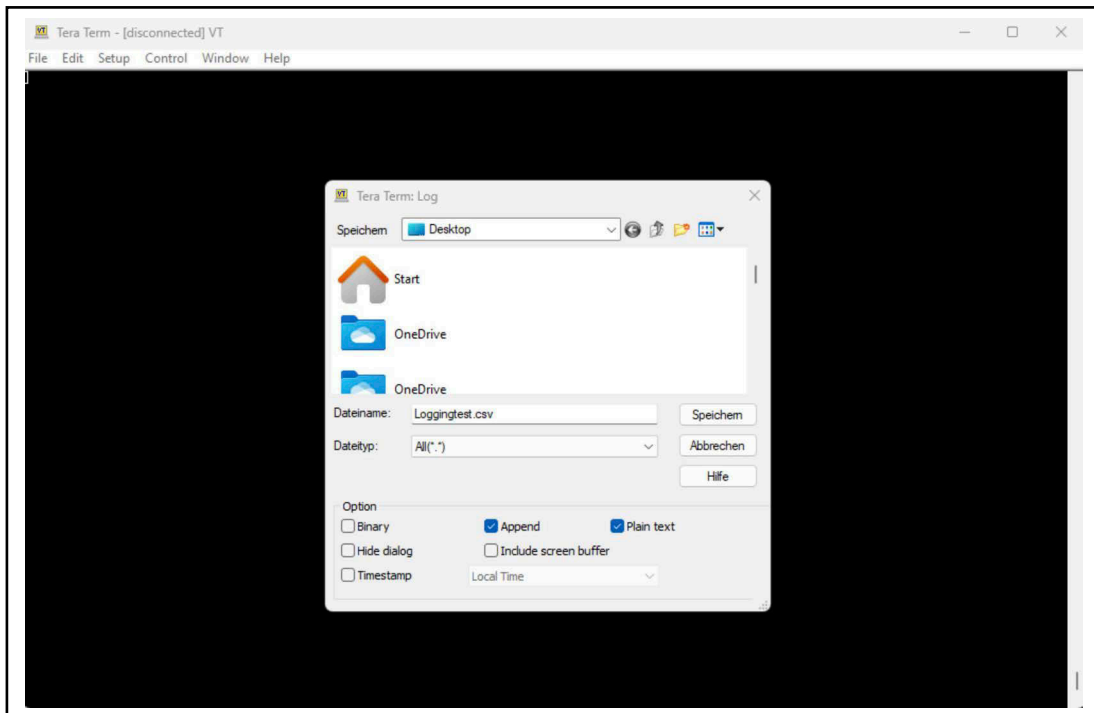 Tera Term - [disconnected] VT
File Edit Setup Control Window Help
Tera Term: Log
Speichern Desktop
Start
OneDrive
OneDrive
Dateiname: Loggingtest.csv Speichern
Dateityp: All(*.*) Abbrechen
Hilfe
Option
Binary Append Plain text
Hide dialog Include screen buffer
Timestamp Local Time